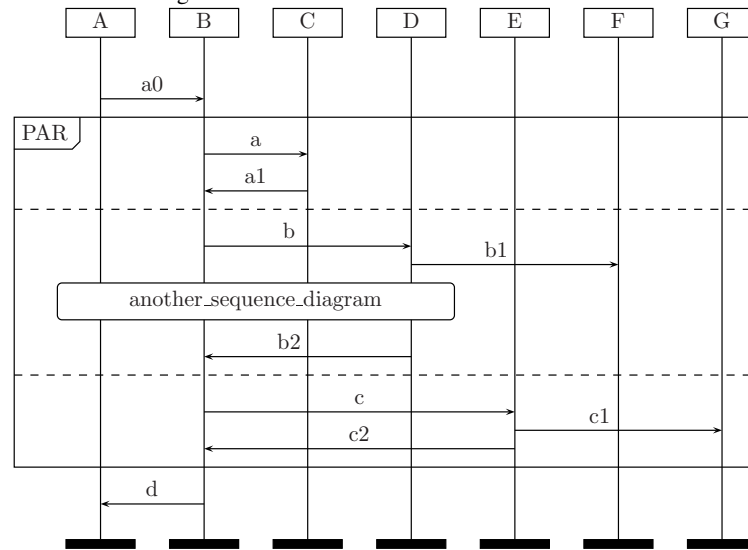 A B C D E F G
a0
PAR
a
a1
b
b1
another_sequence_diagram
b2
c
c1
c2
d